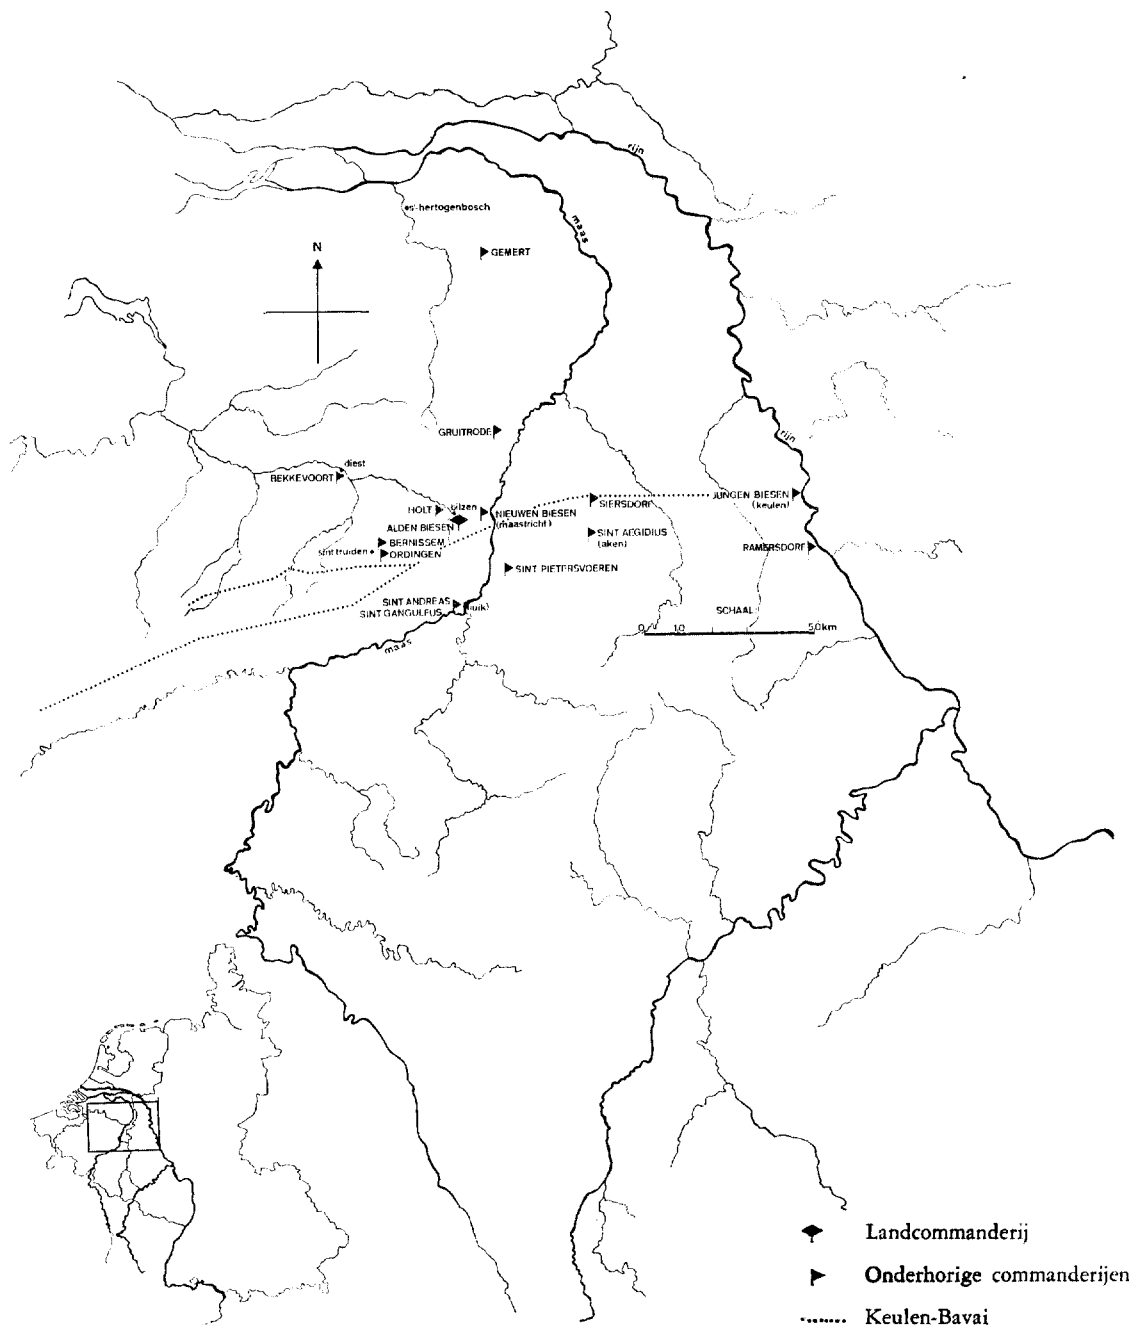 rijn
s'-hertogenbosch
maas
N
GEMERT
GRUITRODE
rijn
diest
BEKKEVOORT
HOLT
bilzen
NIEUWEN BIESEN
(maastricht)
SIERSDORF
JUNGEN BIESEN
(keulen)
ALDEN BIESEN
SINT AEGIDIUS
(aken)
BERNISSEM
sint truiden
ORDINGEN
RAMERSDORF
SINT PIETERSVOEREN
SINT ANDREAS
SINT GANGULFUS
(luik)
SCHAAL
0 10 50km
maas
Landcommanderij
Onderhorige commanderijen
Keulen-Bavai